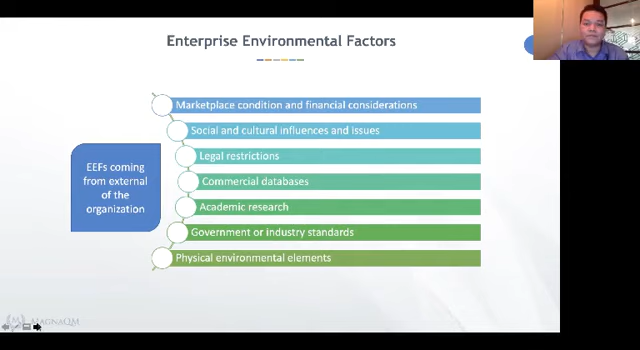 Enterprise Environmental Factors
Marketplace condition and financial considerations
Social and cultural influences and issues
Legal restrictions
EEFs coming
from external
of the
organization
Commercial databases
Academic research
Government or industry standards
Physical environmental elements
MAGNAQM